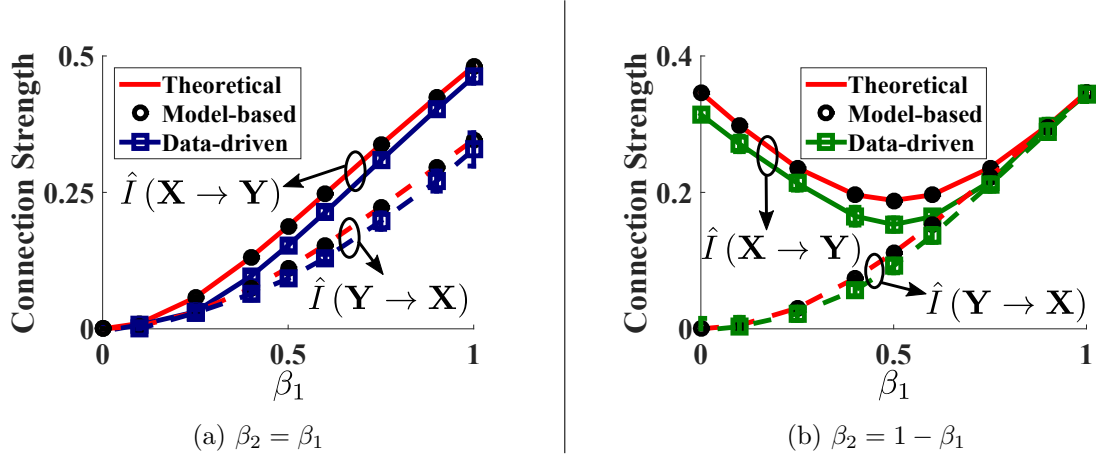 Connection Strength
0.5
0.25
0
Theoretical
Model-based
Data-driven
Î (X → Y)
Î (Y → X)
0 0.5 1
β₁
(a) β₂ = β₁
Connection Strength
0.4
0.2
0
Theoretical
Model-based
Data-driven
Î (X → Y)
Î (Y → X)
0 0.5 1
β₁
(b) β₂ = 1 − β₁